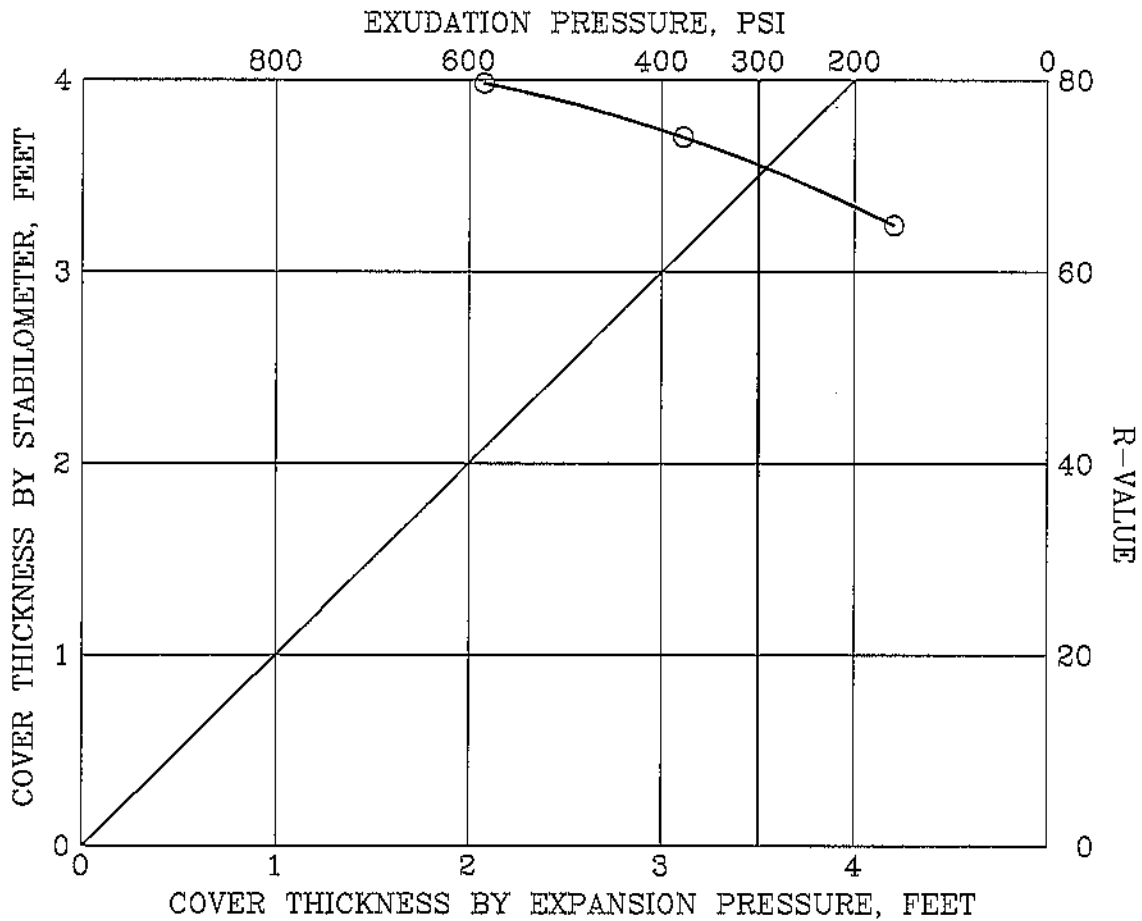 EXUDATION PRESSURE, PSI
800 600 400 300 200 0
4 80
3 60
2 40
1 20
0 0
0 1 2 3 4
COVER THICKNESS BY EXPANSION PRESSURE, FEET
COVER THICKNESS BY STABILOMETER, FEET
R-VALUE